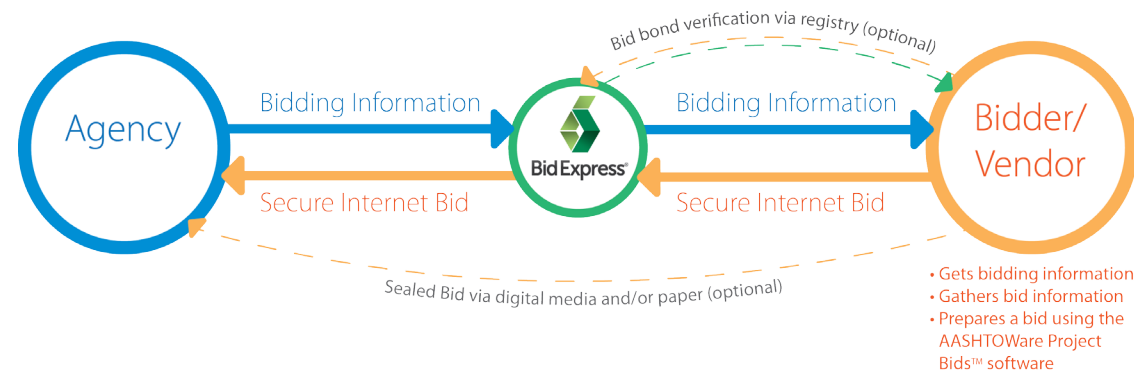 Bid bond verification via registry (optional)
Agency
Bidding Information
Bid Express®
Bidding Information
Bidder/
Vendor
Secure Internet Bid
Secure Internet Bid
Sealed Bid via digital media and/or paper (optional)
• Gets bidding information
• Gathers bid information
• Prepares a bid using the
AASHTOWare Project
Bids™ software